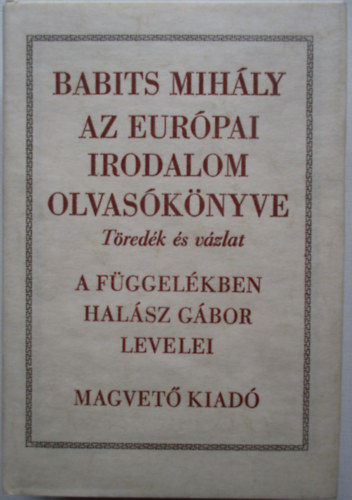 BABITS MIHÁLY
AZ EURÓPAI
IRODALOM
OLVASÓKÖNYVE
Töredék és vázlat
A FÜGGELÉKBEN
HALÁSZ GÁBOR
LEVELEI
MAGVETŐ KIADÓ